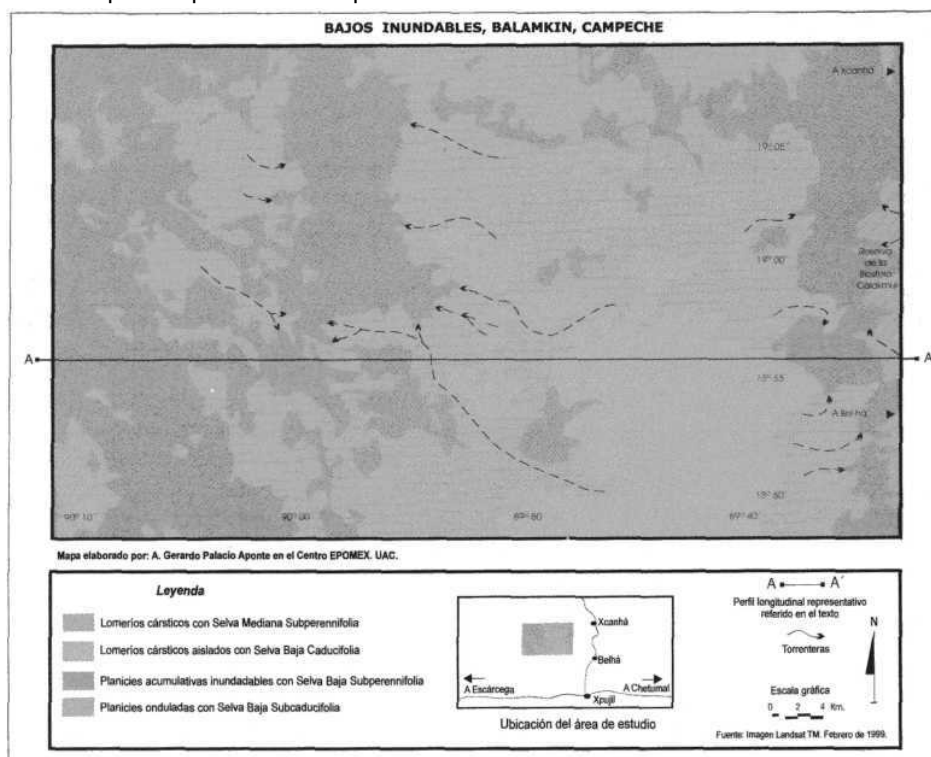 BAJOS INUNDABLES, BALAMKIN, CAMPECHE
A Xcanhá
19° 05'
19° 00'
Reserva
de la
Biosfera
Calakmul
A
A
18° 55'
A Bel-há
90° 10'
90° 00'
Mapa elaborado por: A. Gerardo Palacio Aponte en el Centro EPOMEX. UAC.
Leyenda
Lomeríos cársticos con Selva Mediana Subperennifolia
Lomeríos cársticos aislados con Selva Baja Caducifolia
Planicies acumulativas inundadables con Selva Baja Subperennifolia
Planicies onduladas con Selva Baja Subcaducifolia
Xcanhá
Belhá
A Escárcega
A Chetumal
Xpujil
Ubicación del área de estudio
A A´
Perfil longitudinal representativo
referido en el texto
N
Torrenteras
Escala gráfica
0 2 4 Km.
Fuente: Imagen Landsat TM. Febrero de 1999.